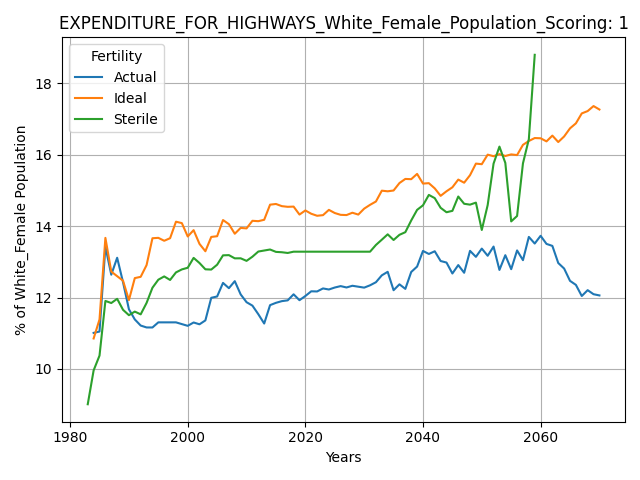 EXPENDITURE_FOR_HIGHWAYS_White_Female_Population_Scoring: 1
Fertility
Actual
Ideal
Sterile
% of White_Female Population
18
16
14
12
10
1980 2000 2020 2040 2060
Years